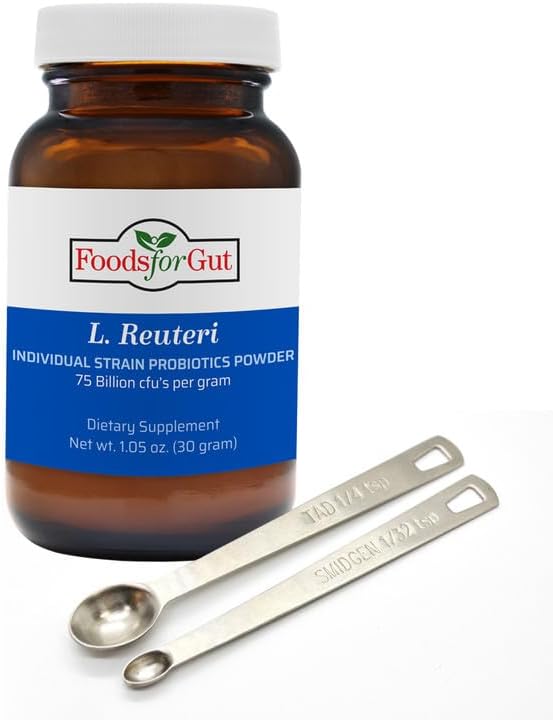 FoodsforGut
L. Reuteri
INDIVIDUAL STRAIN PROBIOTICS POWDER
75 Billion cfu's per gram
Dietary Supplement
Net wt. 1.05 oz. (30 gram)
TAD 1/4 tsp
SMIDGEN 1/32 tsp